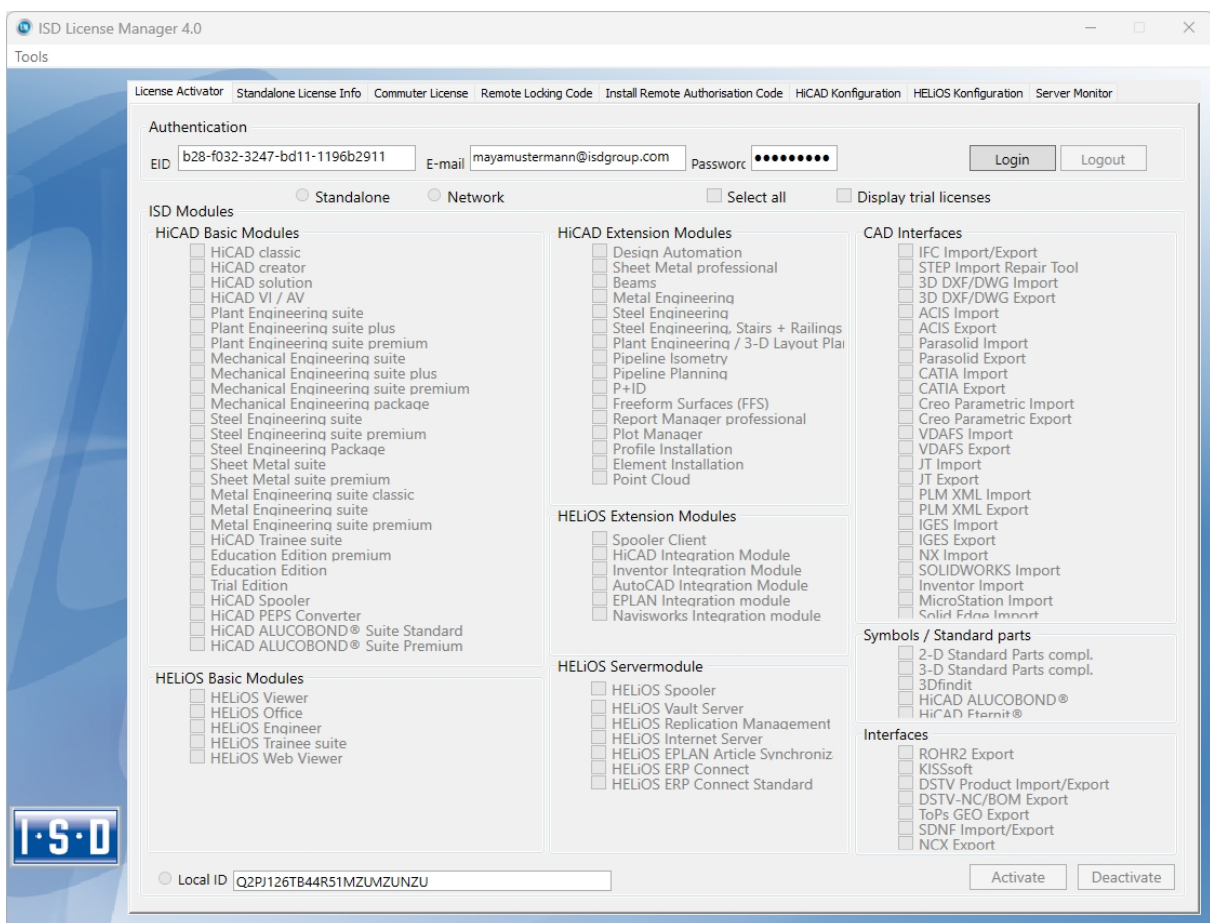 ISD License Manager 4.0
Tools
License Activator Standalone License Info Commuter License Remote Locking Code Install Remote Authorisation Code HiCAD Konfiguration HELiOS Konfiguration Server Monitor
Authentication
EID b28-f032-3247-bd11-1196b2911 E-mail mayamustermann@isdgroup.com Passworc ●●●●●●●●● Login Logout
Standalone Network Select all Display trial licenses
ISD Modules
HiCAD Basic Modules
HiCAD classic
HiCAD creator
HiCAD solution
HiCAD VI / AV
Plant Engineering suite
Plant Engineering suite plus
Plant Engineering suite premium
Mechanical Engineering suite
Mechanical Engineering suite plus
Mechanical Engineering suite premium
Mechanical Engineering package
Steel Engineering suite
Steel Engineering suite premium
Steel Engineering Package
Sheet Metal suite
Sheet Metal suite premium
Metal Engineering suite classic
Metal Engineering suite
Metal Engineering suite premium
HiCAD Trainee suite
Education Edition premium
Education Edition
Trial Edition
HiCAD Spooler
HiCAD PEPS Converter
HiCAD ALUCOBOND® Suite Standard
HiCAD ALUCOBOND® Suite Premium
HELiOS Basic Modules
HELiOS Viewer
HELiOS Office
HELiOS Engineer
HELiOS Trainee suite
HELiOS Web Viewer
HiCAD Extension Modules
Design Automation
Sheet Metal professional
Beams
Metal Engineering
Steel Engineering
Steel Engineering, Stairs + Railings
Plant Engineering / 3-D Layout Plar
Pipeline Isometry
Pipeline Planning
P+ID
Freeform Surfaces (FFS)
Report Manager professional
Plot Manager
Profile Installation
Element Installation
Point Cloud
HELiOS Extension Modules
Spooler Client
HiCAD Integration Module
Inventor Integration Module
AutoCAD Integration Module
EPLAN Integration module
Navisworks Integration module
HELiOS Servermodule
HELiOS Spooler
HELiOS Vault Server
HELiOS Replication Management
HELiOS Internet Server
HELiOS EPLAN Article Synchroniz
HELiOS ERP Connect
HELiOS ERP Connect Standard
CAD Interfaces
IFC Import/Export
STEP Import Repair Tool
3D DXF/DWG Import
3D DXF/DWG Export
ACIS Import
ACIS Export
Parasolid Import
Parasolid Export
CATIA Import
CATIA Export
Creo Parametric Import
Creo Parametric Export
VDAFS Import
VDAFS Export
JT Import
JT Export
PLM XML Import
PLM XML Export
IGES Import
IGES Export
NX Import
SOLIDWORKS Import
Inventor Import
MicroStation Import
Solid Edge Import
Symbols / Standard parts
2-D Standard Parts compl.
3-D Standard Parts compl.
3Dfindit
HiCAD ALUCOBOND®
HiCAD Eternit®
Interfaces
ROHR2 Export
KISSsoft
DSTV Product Import/Export
DSTV-NC/BOM Export
ToPs GEO Export
SDNF Import/Export
NCX Export
I·S·D
Local ID Q2PJ126TB44R51MZUMZUNZU Activate Deactivate